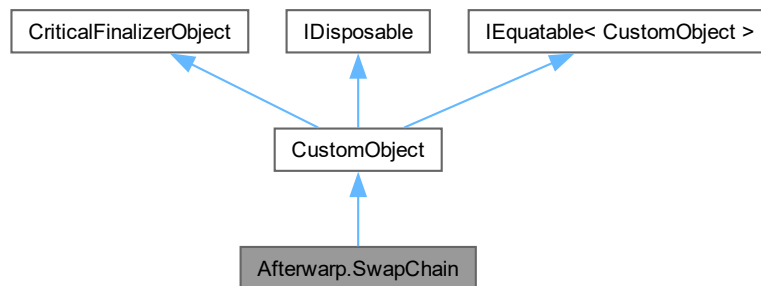 CriticalFinalizerObject
IDisposable
IEquatable< CustomObject >
CustomObject
Afterwarp.SwapChain